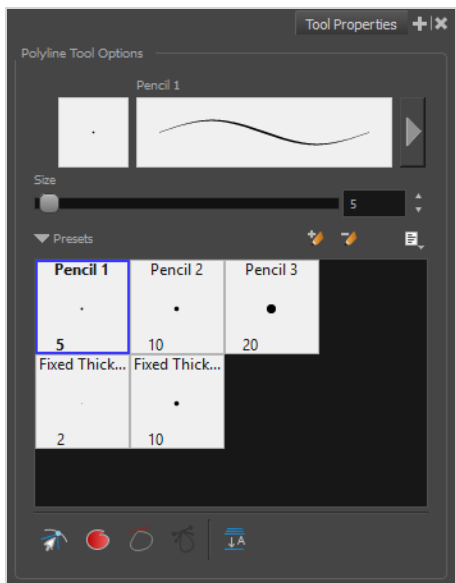 Tool Properties
Polyline Tool Options
Pencil 1
Size
5
Presets
Pencil 1 Pencil 2 Pencil 3
5 10 20
Fixed Thick... Fixed Thick...
2 10
A